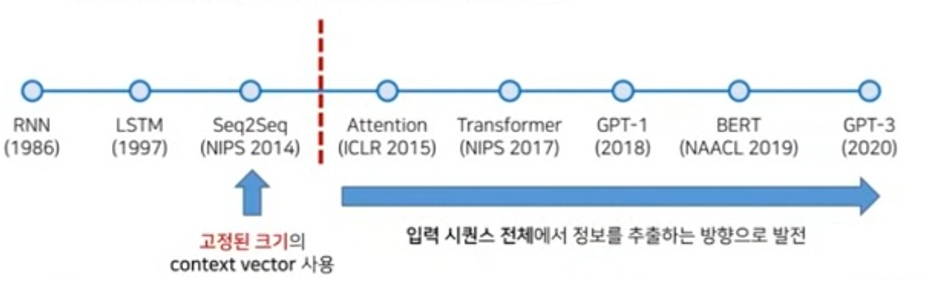 RNN
(1986)
LSTM
(1997)
Seq2Seq
(NIPS 2014)
Attention
(ICLR 2015)
Transformer
(NIPS 2017)
GPT-1
(2018)
BERT
(NAACL 2019)
GPT-3
(2020)
고정된 크기의
context vector 사용
입력 시퀀스 전체에서 정보를 추출하는 방향으로 발전